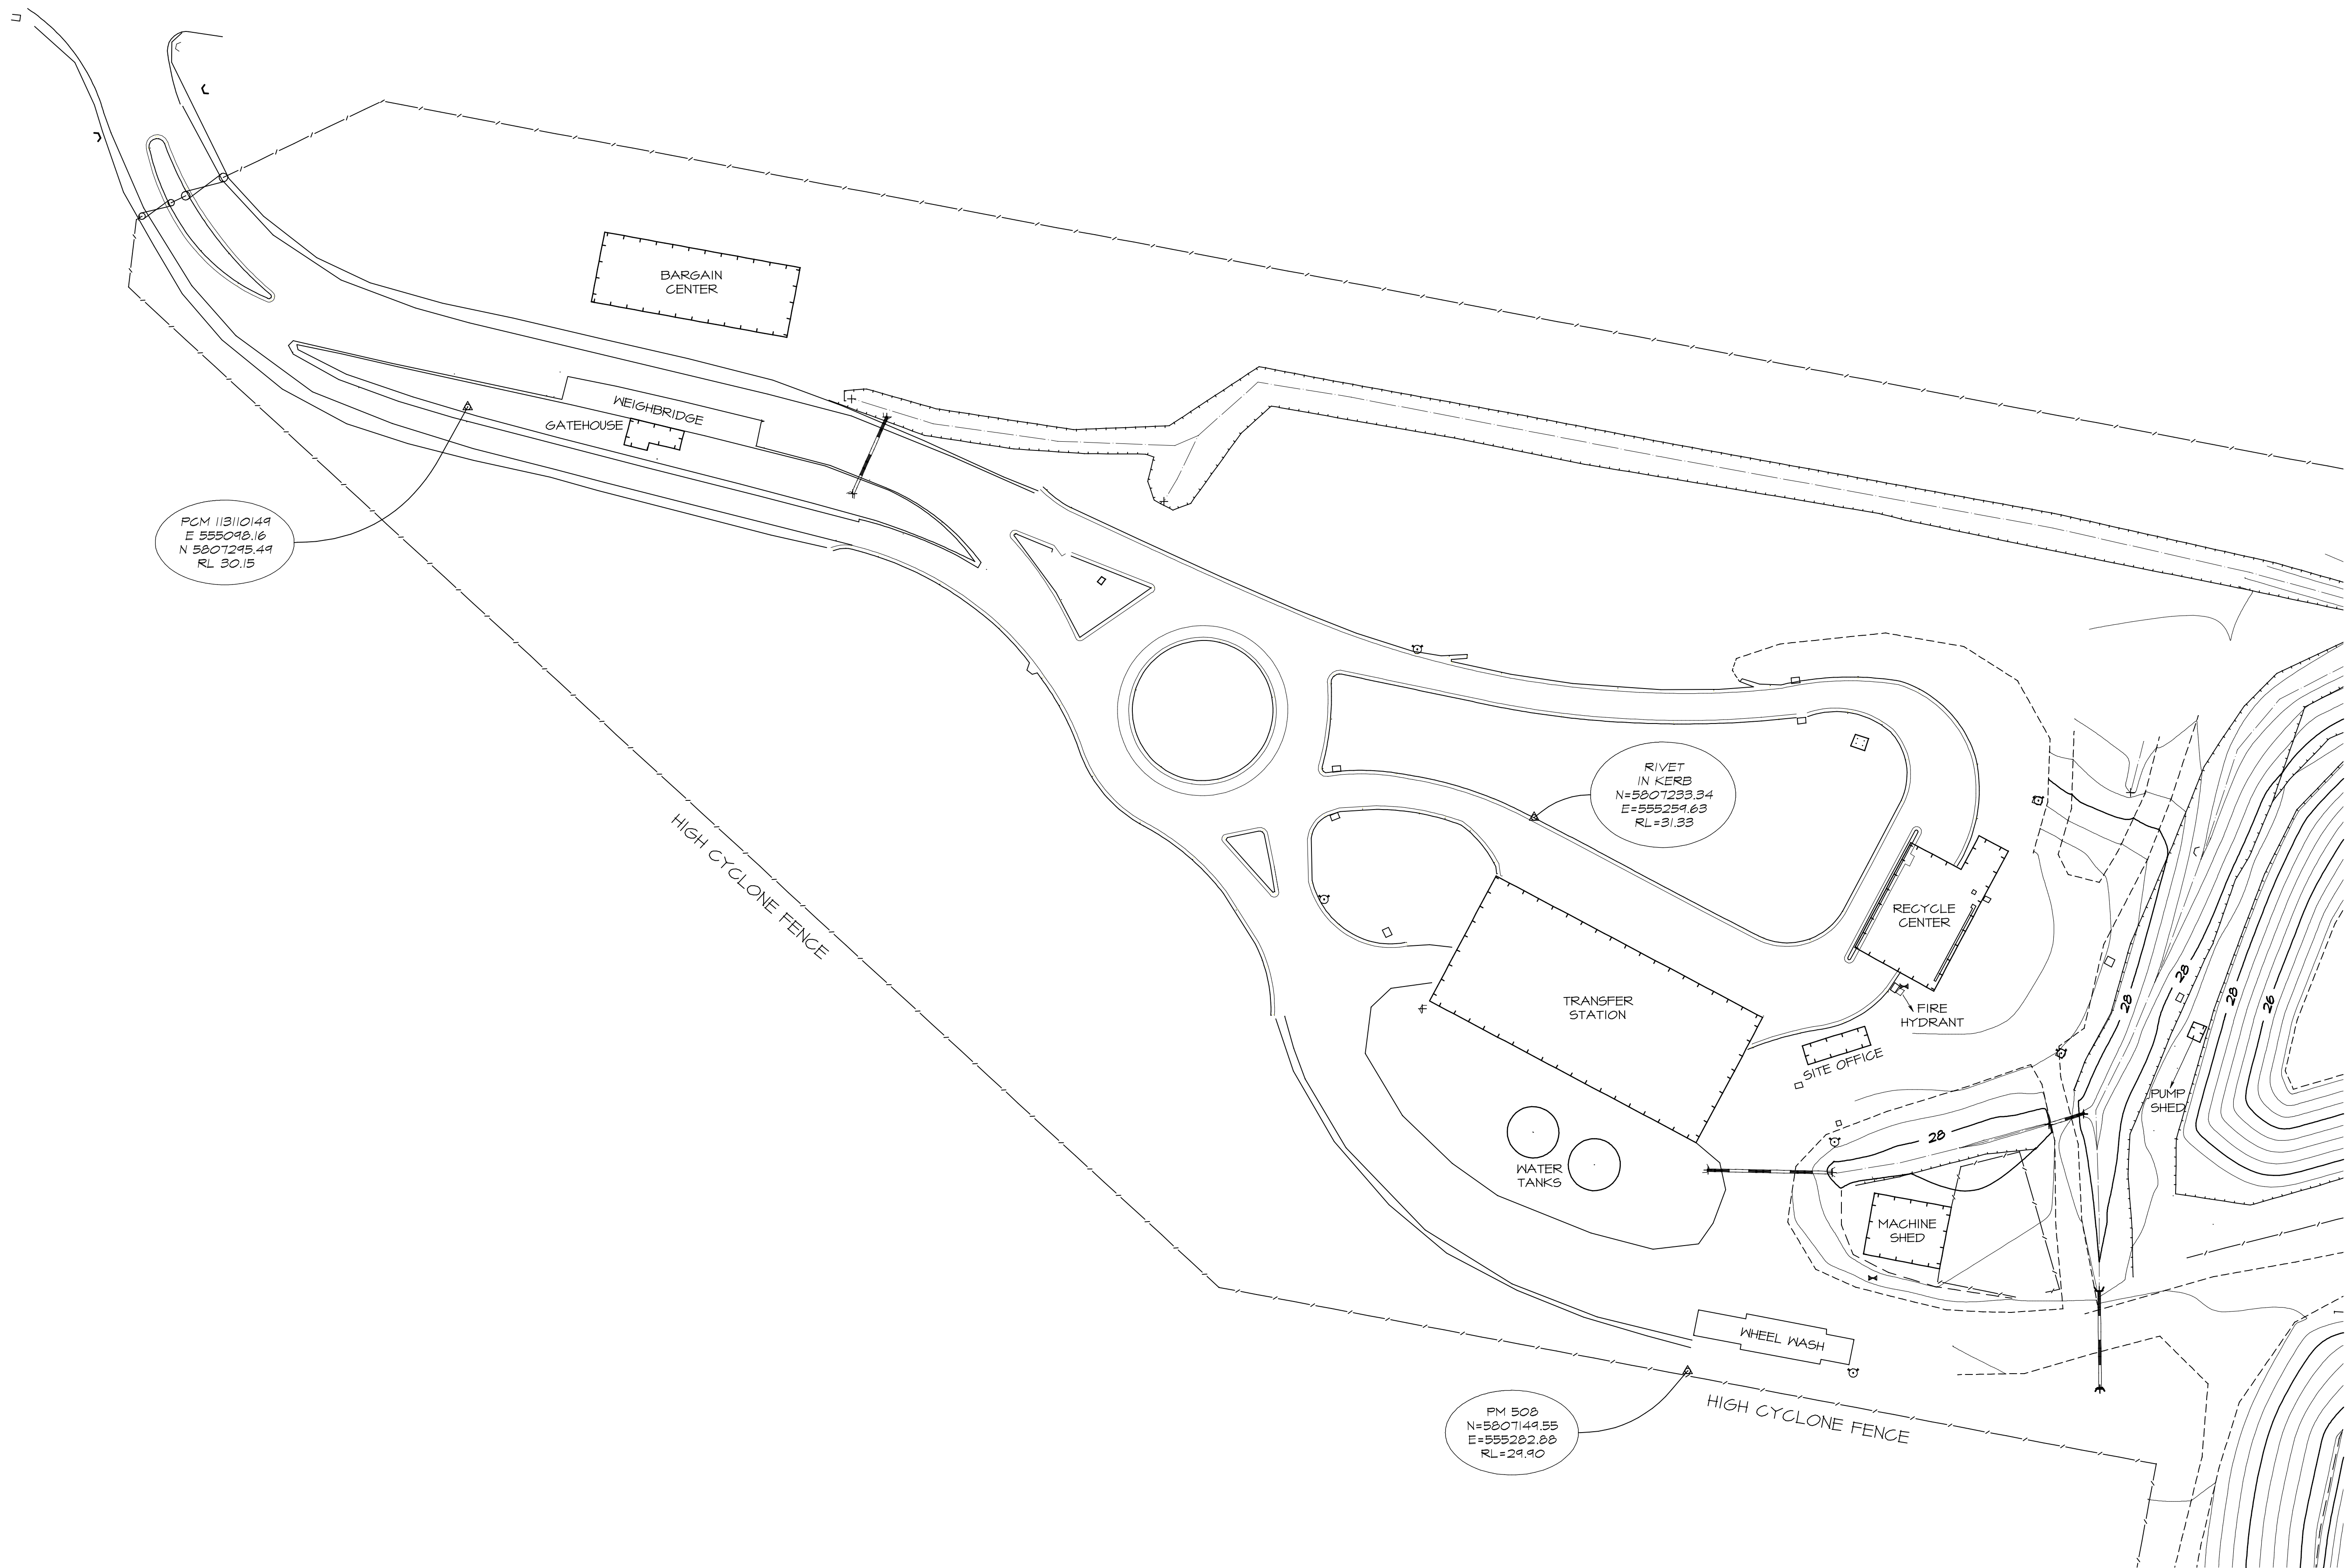 BARGAIN
CENTER
WEIGHBRIDGE
GATEHOUSE
PCM 113110149
E 555098.16
N 5807295.49
RL 30.15
HIGH CYCLONE FENCE
RIVET
IN KERB
N=5807233.34
E=555259.63
RL=31.33
RECYCLE
CENTER
TRANSFER
STATION
FIRE
HYDRANT
SITE OFFICE
28
28
28
26
PUMP
SHED
28
WATER
TANKS
MACHINE
SHED
WHEEL WASH
PM 508
N=5807149.55
E=555282.88
RL=29.90
HIGH CYCLONE FENCE